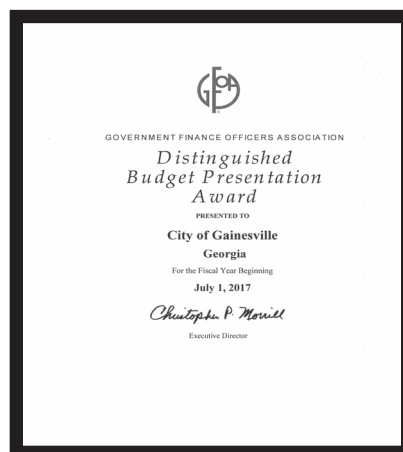 GFOA
GOVERNMENT FINANCE OFFICERS ASSOCIATION
Distinguished
Budget Presentation
Award
PRESENTED TO
City of Gainesville
Georgia
For the Fiscal Year Beginning
July 1, 2017
Christopher P. Morrill
Executive Director